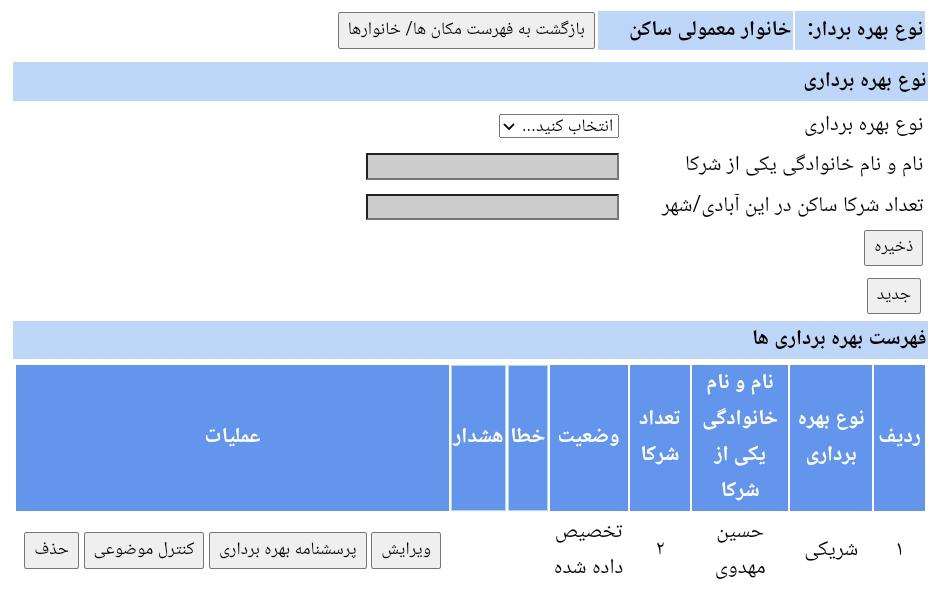 نوع بهره بردار: خانوار معمولی ساکن بازگشت به فهرست مکان ها/ خانوارها
نوع بهره برداری
نوع بهره برداری انتخاب کنید...
نام و نام خانوادگی یکی از شرکا
تعداد شرکا ساکن در این آبادی/شهر
ذخیره
جدید
فهرست بهره برداری ها
ردیف
نوع بهره
برداری
نام و نام
خانوادگی
یکی از
شرکا
تعداد
شرکا
وضعیت
خطا
هشدار
عملیات
۱
شریکی
حسین
مهدوی
۲
تخصیص
داده شده
ویرایش پرسشنامه بهره برداری کنترل موضوعی حذف